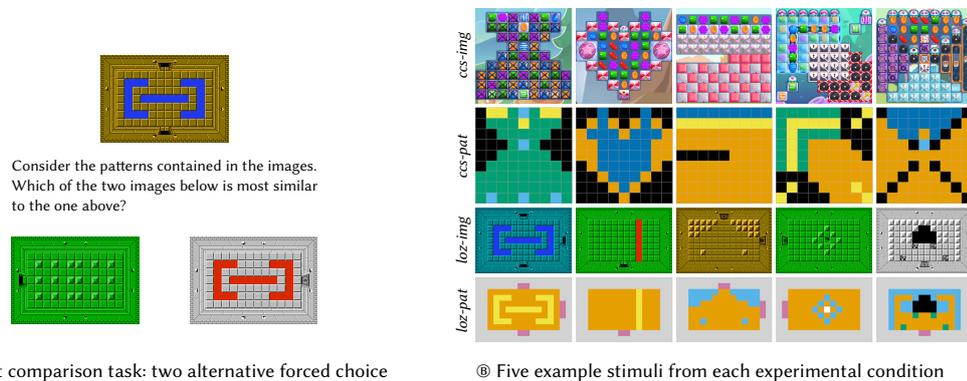 Consider the patterns contained in the images.
Which of the two images below is most similar
to the one above?
t comparison task: two alternative forced choice
ccs-img
ccs-pat
loz-img
loz-pat
Ⓑ Five example stimuli from each experimental condition